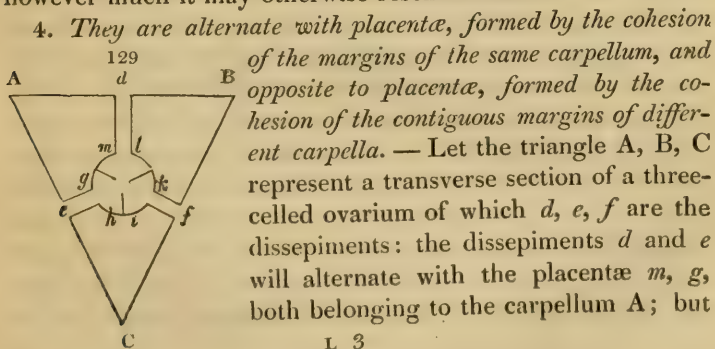 4. They are alternate with placentæ, formed by the cohesion
of the margins of the same carpellum, and
opposite to placentæ, formed by the co-
hesion of the contiguous margins of differ-
ent carpella. — Let the triangle A, B, C
represent a transverse section of a three-
celled ovarium of which d, e, f are the
dissepiments: the dissepiments d and e
will alternate with the placentæ m, g,
both belonging to the carpellum A; but
129
A d B
m l
g k
e h i f
C
L 3